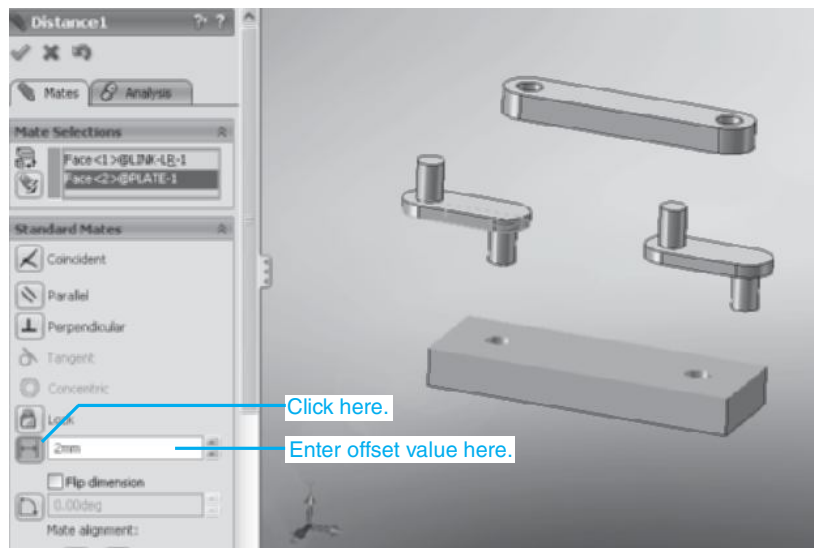 Distance1
? ?
Mates Analysis
Mate Selections
Face<1>@LINK-LR-1
Face<2>@PLATE-1
Standard Mates
Coincident
Parallel
Perpendicular
Tangent
Concentric
Lock
Click here.
2mm
Enter offset value here.
Flip dimension
0.00deg
Mate alignment: